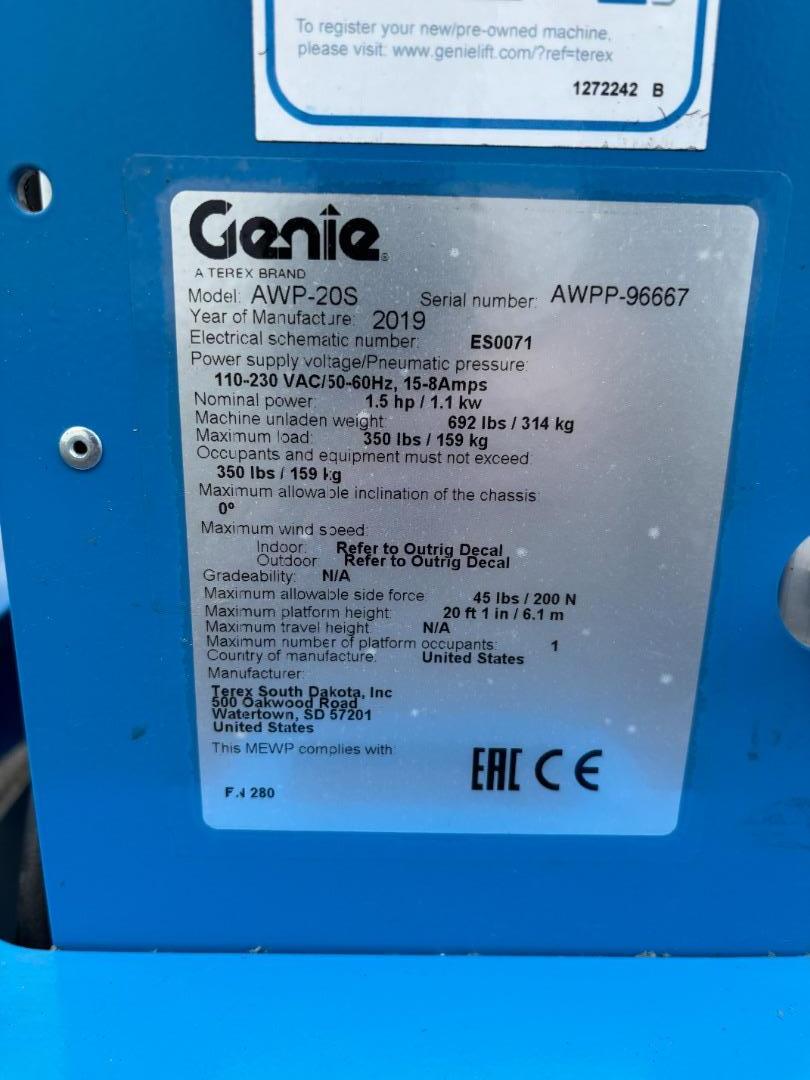 To register your new/pre-owned machine,
please visit: www.genielift.com/?ref=terex
1272242 B
Genie®
A TEREX BRAND
Model: AWP-20S Serial number: AWPP-96667
Year of Manufacture: 2019
Electrical schematic number: ES0071
Power supply voltage/Pneumatic pressure:
110-230 VAC/50-60Hz, 15-8Amps
Nominal power: 1.5 hp / 1.1 kw
Machine unladen weight: 692 lbs / 314 kg
Maximum load: 350 lbs / 159 kg
Occupants and equipment must not exceed:
350 lbs / 159 kg
Maximum allowable inclination of the chassis:
0º
Maximum wind speed:
Indoor: Refer to Outrig Decal
Outdoor: Refer to Outrig Decal
Gradeability: N/A
Maximum allowable side force: 45 lbs / 200 N
Maximum platform height: 20 ft 1 in / 6.1 m
Maximum travel height: N/A
Maximum number of platform occupants: 1
Country of manufacture: United States
Manufacturer:
Terex South Dakota, Inc
500 Oakwood Road
Watertown, SD 57201
United States
This MEWP complies with:
EAC CE
EN 280